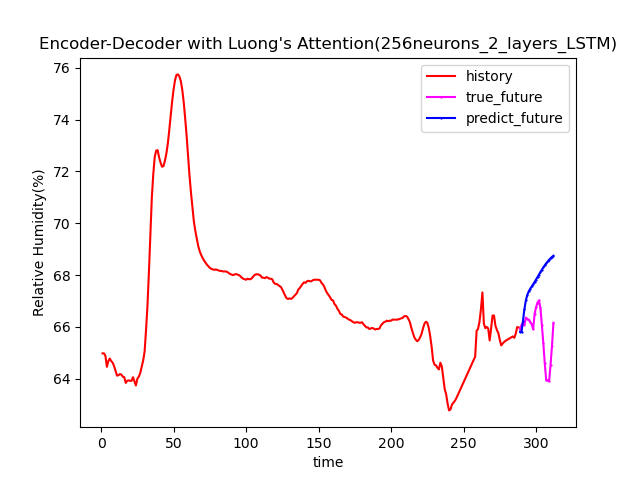 Encoder-Decoder with Luong's Attention(256neurons_2_layers_LSTM)
history
true_future
predict_future
Relative Humidity(%)
76
74
72
70
68
66
64
0 50 100 150 200 250 300
time